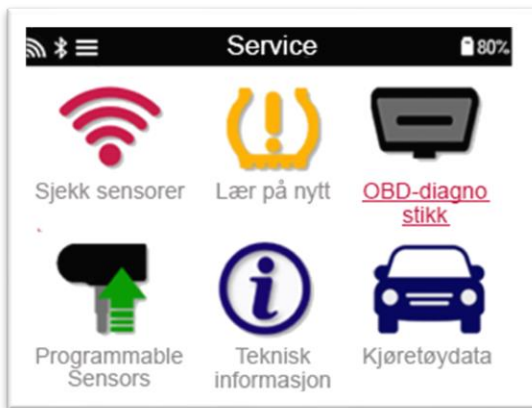 Service
80%
Sjekk sensorer
Lær på nytt
OBD-diagno
stikk
Programmable
Sensors
Teknisk
informasjon
Kjøretøydata